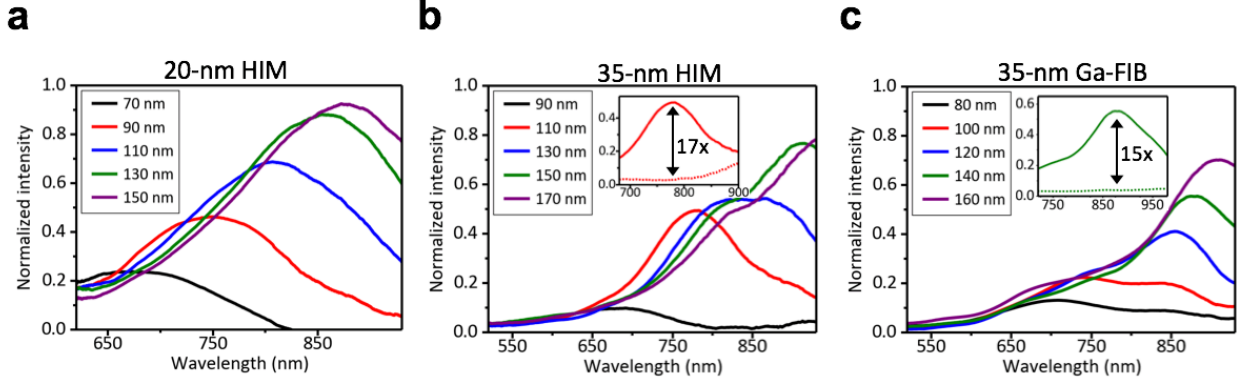 a
20-nm HIM
Normalized intensity
1.0
0.8
0.6
0.4
0.2
0.0
70 nm
90 nm
110 nm
130 nm
150 nm
650
750
850
Wavelength (nm)
b
35-nm HIM
Normalized intensity
1.0
0.8
0.6
0.4
0.2
0.0
90 nm
110 nm
130 nm
150 nm
170 nm
0.4
0.2
0.0
17x
700
800
900
550
650
750
850
Wavelength (nm)
c
35-nm Ga-FIB
Normalized intensity
1.0
0.8
0.6
0.4
0.2
0.0
80 nm
100 nm
120 nm
140 nm
160 nm
0.6
0.4
0.2
0.0
15x
750
850
950
550
650
750
850
Wavelength (nm)